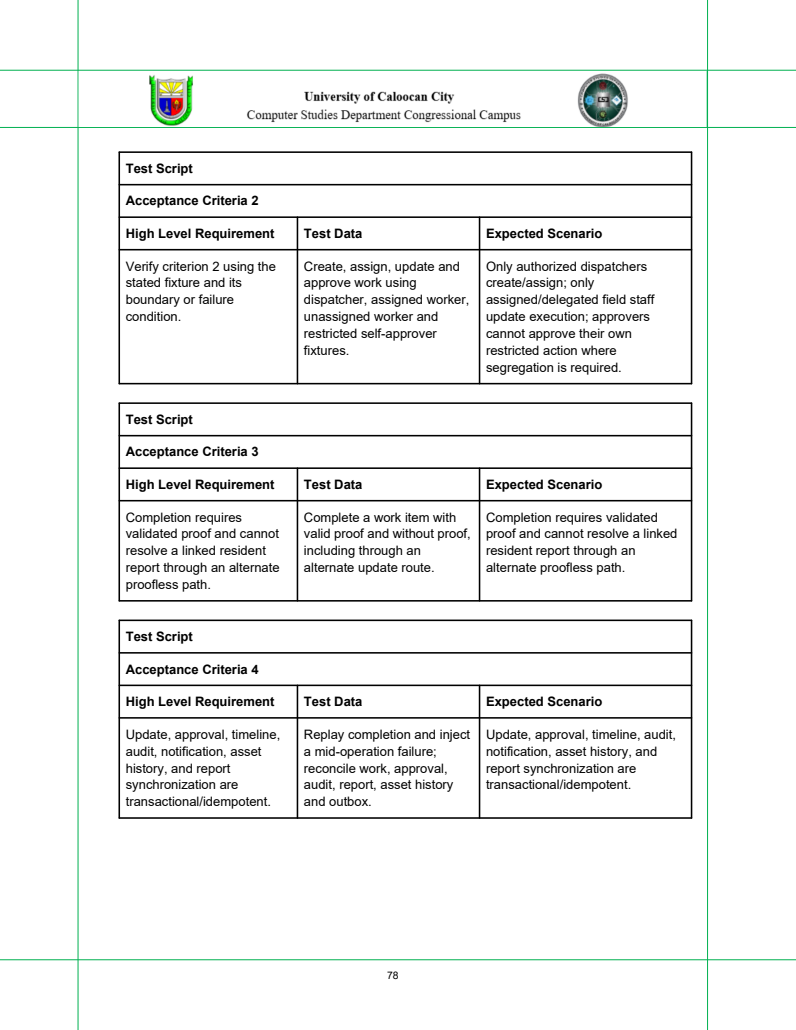 University of Caloocan City
Computer Studies Department Congressional Campus
Test Script
Acceptance Criteria 2
High Level Requirement
Test Data
Expected Scenario
Verify criterion 2 using the
stated fixture and its
boundary or failure
condition.
Create, assign, update and
approve work using
dispatcher, assigned worker,
unassigned worker and
restricted self-approver
fixtures.
Only authorized dispatchers
create/assign; only
assigned/delegated field staff
update execution; approvers
cannot approve their own
restricted action where
segregation is required.
Test Script
Acceptance Criteria 3
High Level Requirement
Test Data
Expected Scenario
Completion requires
validated proof and cannot
resolve a linked resident
report through an alternate
proofless path.
Complete a work item with
valid proof and without proof,
including through an
alternate update route.
Completion requires validated
proof and cannot resolve a linked
resident report through an
alternate proofless path.
Test Script
Acceptance Criteria 4
High Level Requirement
Test Data
Expected Scenario
Update, approval, timeline,
audit, notification, asset
history, and report
synchronization are
transactional/idempotent.
Replay completion and inject
a mid-operation failure;
reconcile work, approval,
audit, report, asset history
and outbox.
Update, approval, timeline, audit,
notification, asset history, and
report synchronization are
transactional/idempotent.
78